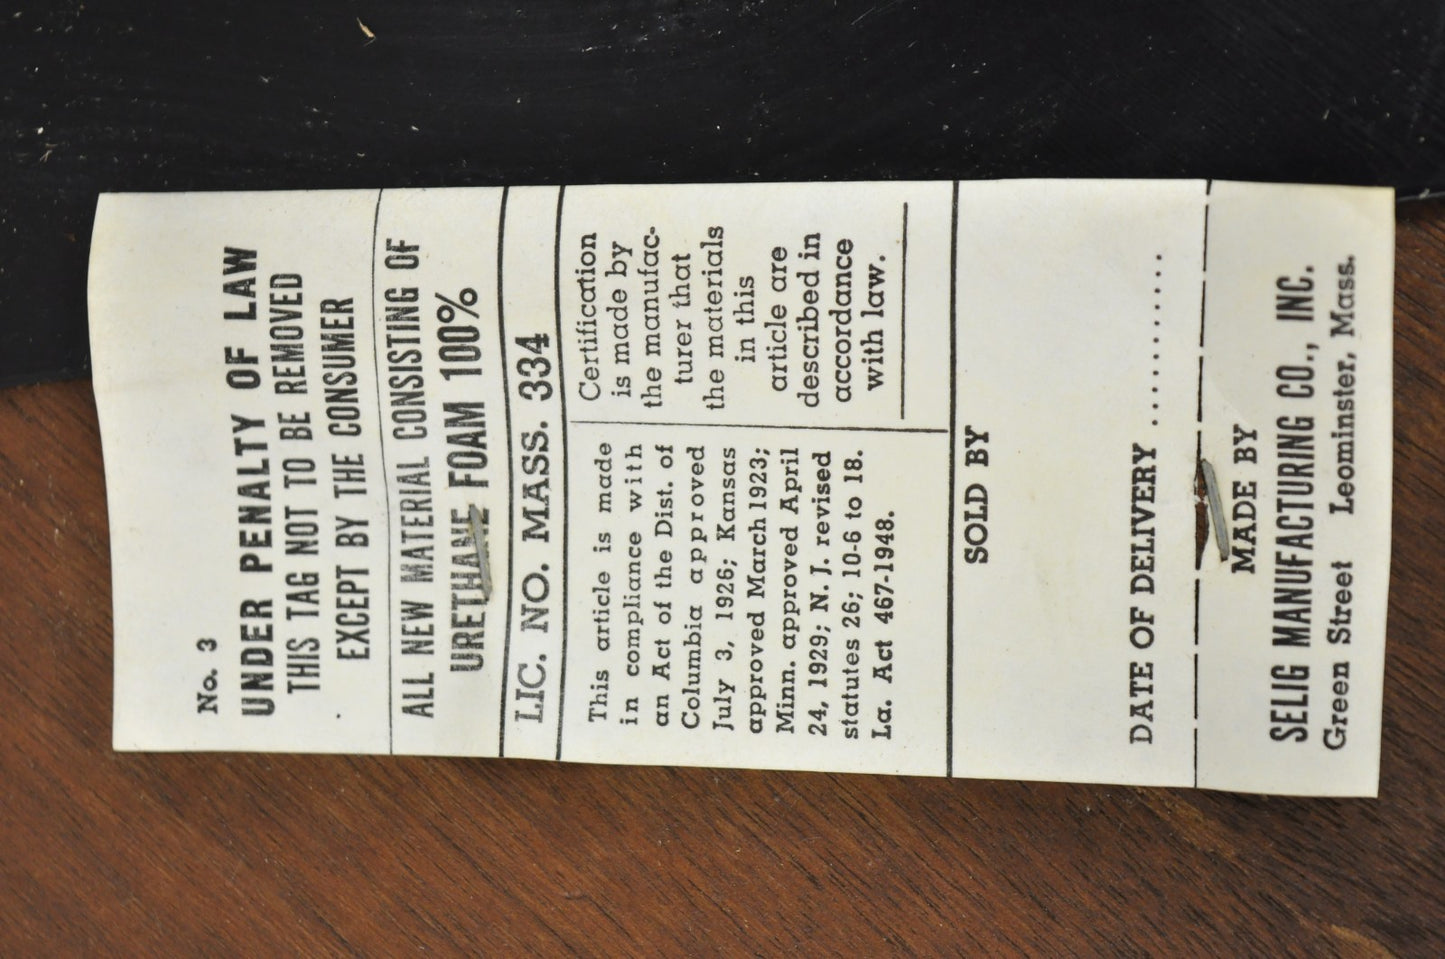 No. 3
UNDER PENALTY OF LAW
THIS TAG NOT TO BE REMOVED
EXCEPT BY THE CONSUMER
ALL NEW MATERIAL CONSISTING OF
URETHANE FOAM 100%
LIC. NO. MASS. 334
This article is made
in compliance with
an Act of the Dist. of
Columbia approved
July 3, 1926; Kansas
approved March 1923;
Minn. approved April
24, 1929; N. J. revised
statutes 26; 10-6 to 18.
La. Act 467-1948.
Certification
is made by
the manufac-
turer that
the materials
in this
article are
described in
accordance
with law.
SOLD BY
DATE OF DELIVERY ............
MADE BY
SELIG MANUFACTURING CO., INC.
Green Street Leominster, Mass.